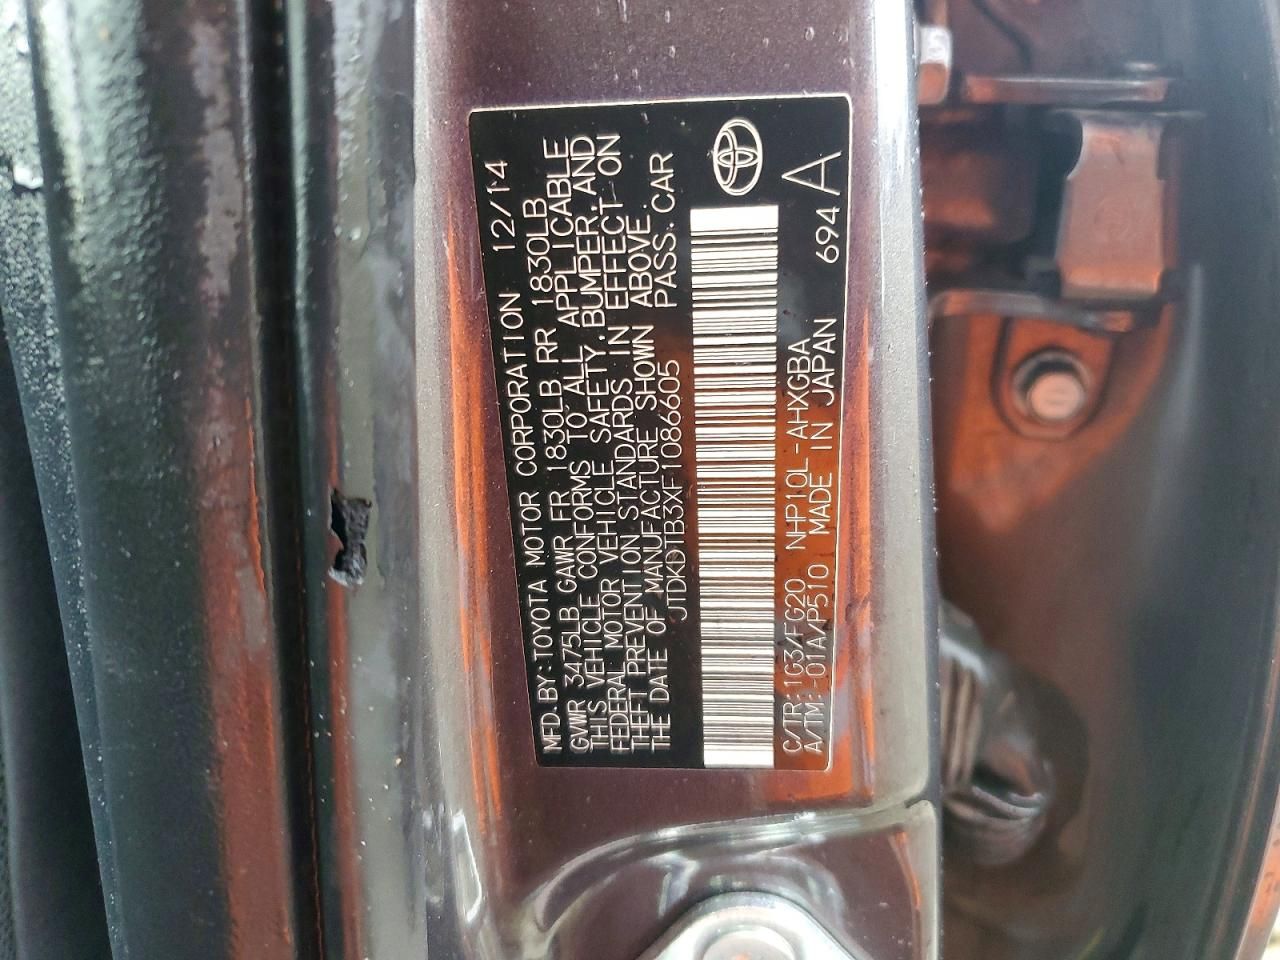 MFD. BY: TOYOTA MOTOR CORPORATION 12/14
GVWR 3475LB GAWR FR 1830LB RR 1830LB
THIS VEHICLE CONFORMS TO ALL APPLICABLE
FEDERAL MOTOR VEHICLE SAFETY, BUMPER, AND
THEFT PREVENTION STANDARDS IN EFFECT ON
THE DATE OF MANUFACTURE SHOWN ABOVE.
JTDKDTB3XF1086605 PASS. CAR
C/TR: 1G3/FG20 NHP10L-AHXGBA
A/TM: -01A/P510 MADE IN JAPAN 694 A